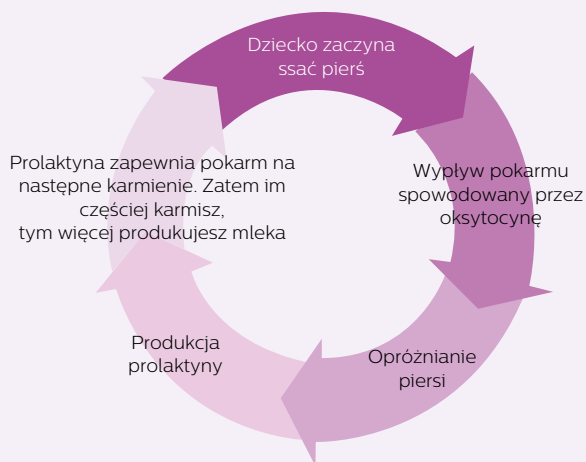 Dziecko zaczyna
ssać pierś
Wypływ pokarmu
spowodowany przez
oksytocynę
Opróżnianie
piersi
Produkcja
prolaktyny
Prolaktyna zapewnia pokarm na
następne karmienie. Zatem im
częściej karmisz,
tym więcej produkujesz mleka